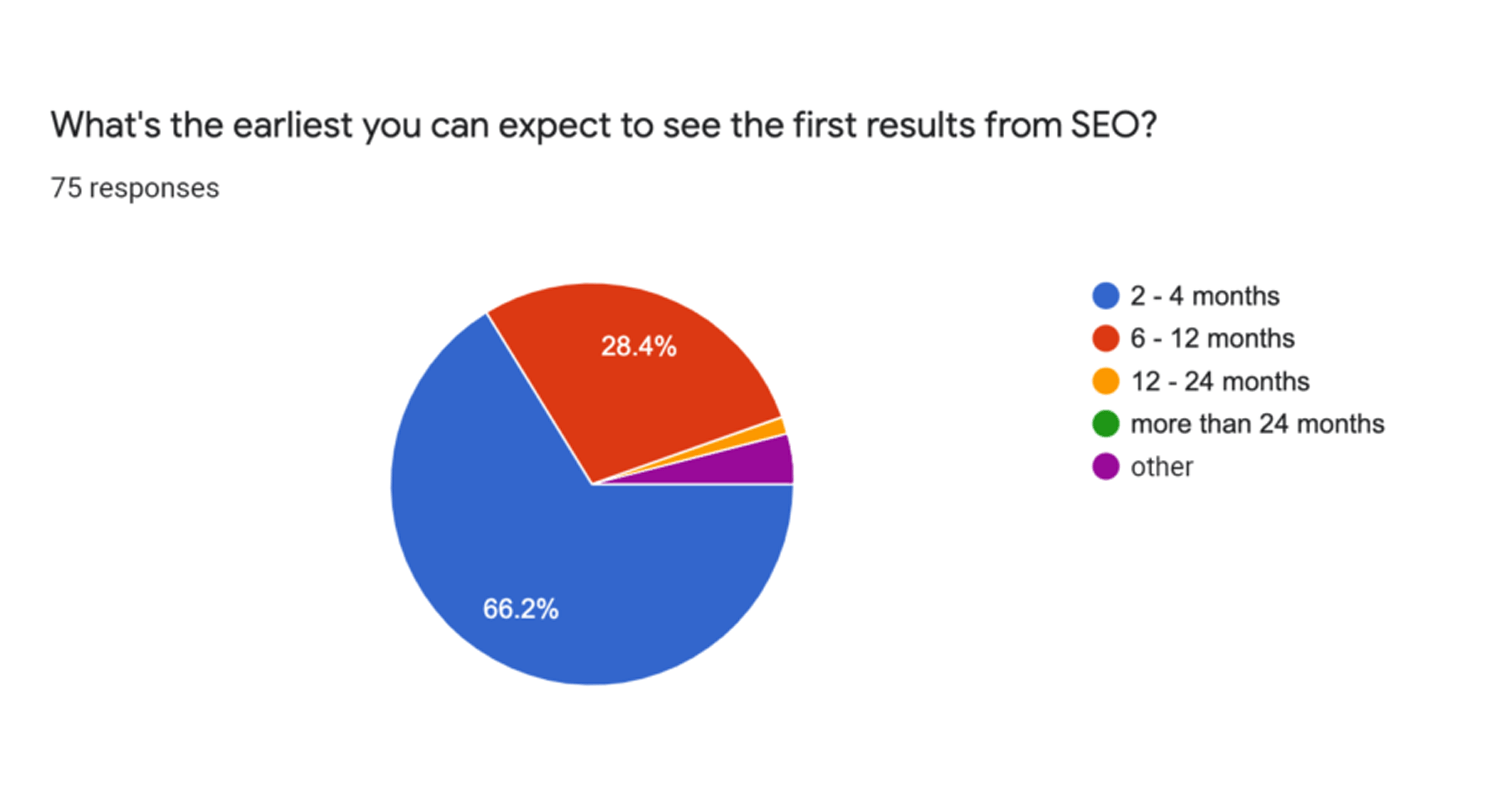 What's the earliest you can expect to see the first results from SEO?
75 responses
28.4%
66.2%
2 - 4 months
6 - 12 months
12 - 24 months
more than 24 months
other